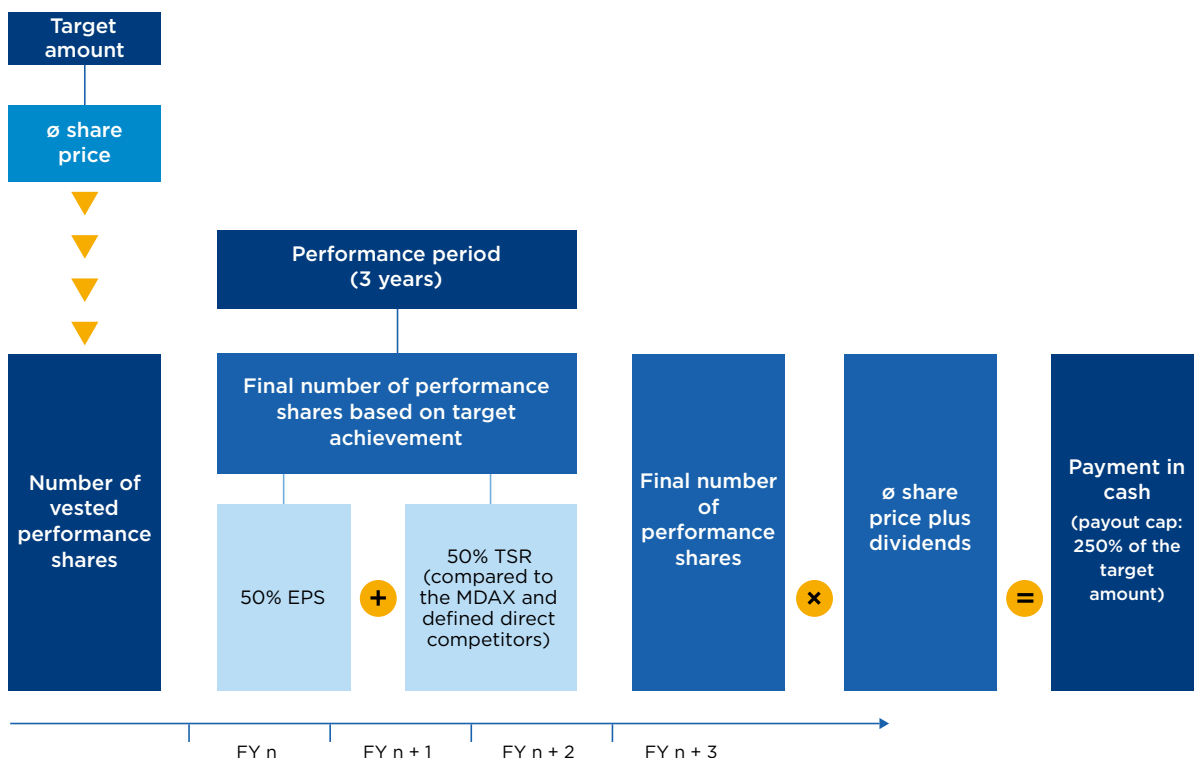 Target
amount
ø share
price
Performance period
(3 years)
Number of
vested
performance
shares
Final number of performance
shares based on target
achievement
50% EPS
+
50% TSR
(compared to
the MDAX and
defined direct
competitors)
Final number
of
performance
shares
×
ø share
price plus
dividends
=
Payment in
cash
(payout cap:
250% of the
target
amount)
FY n
FY n + 1
FY n + 2
FY n + 3